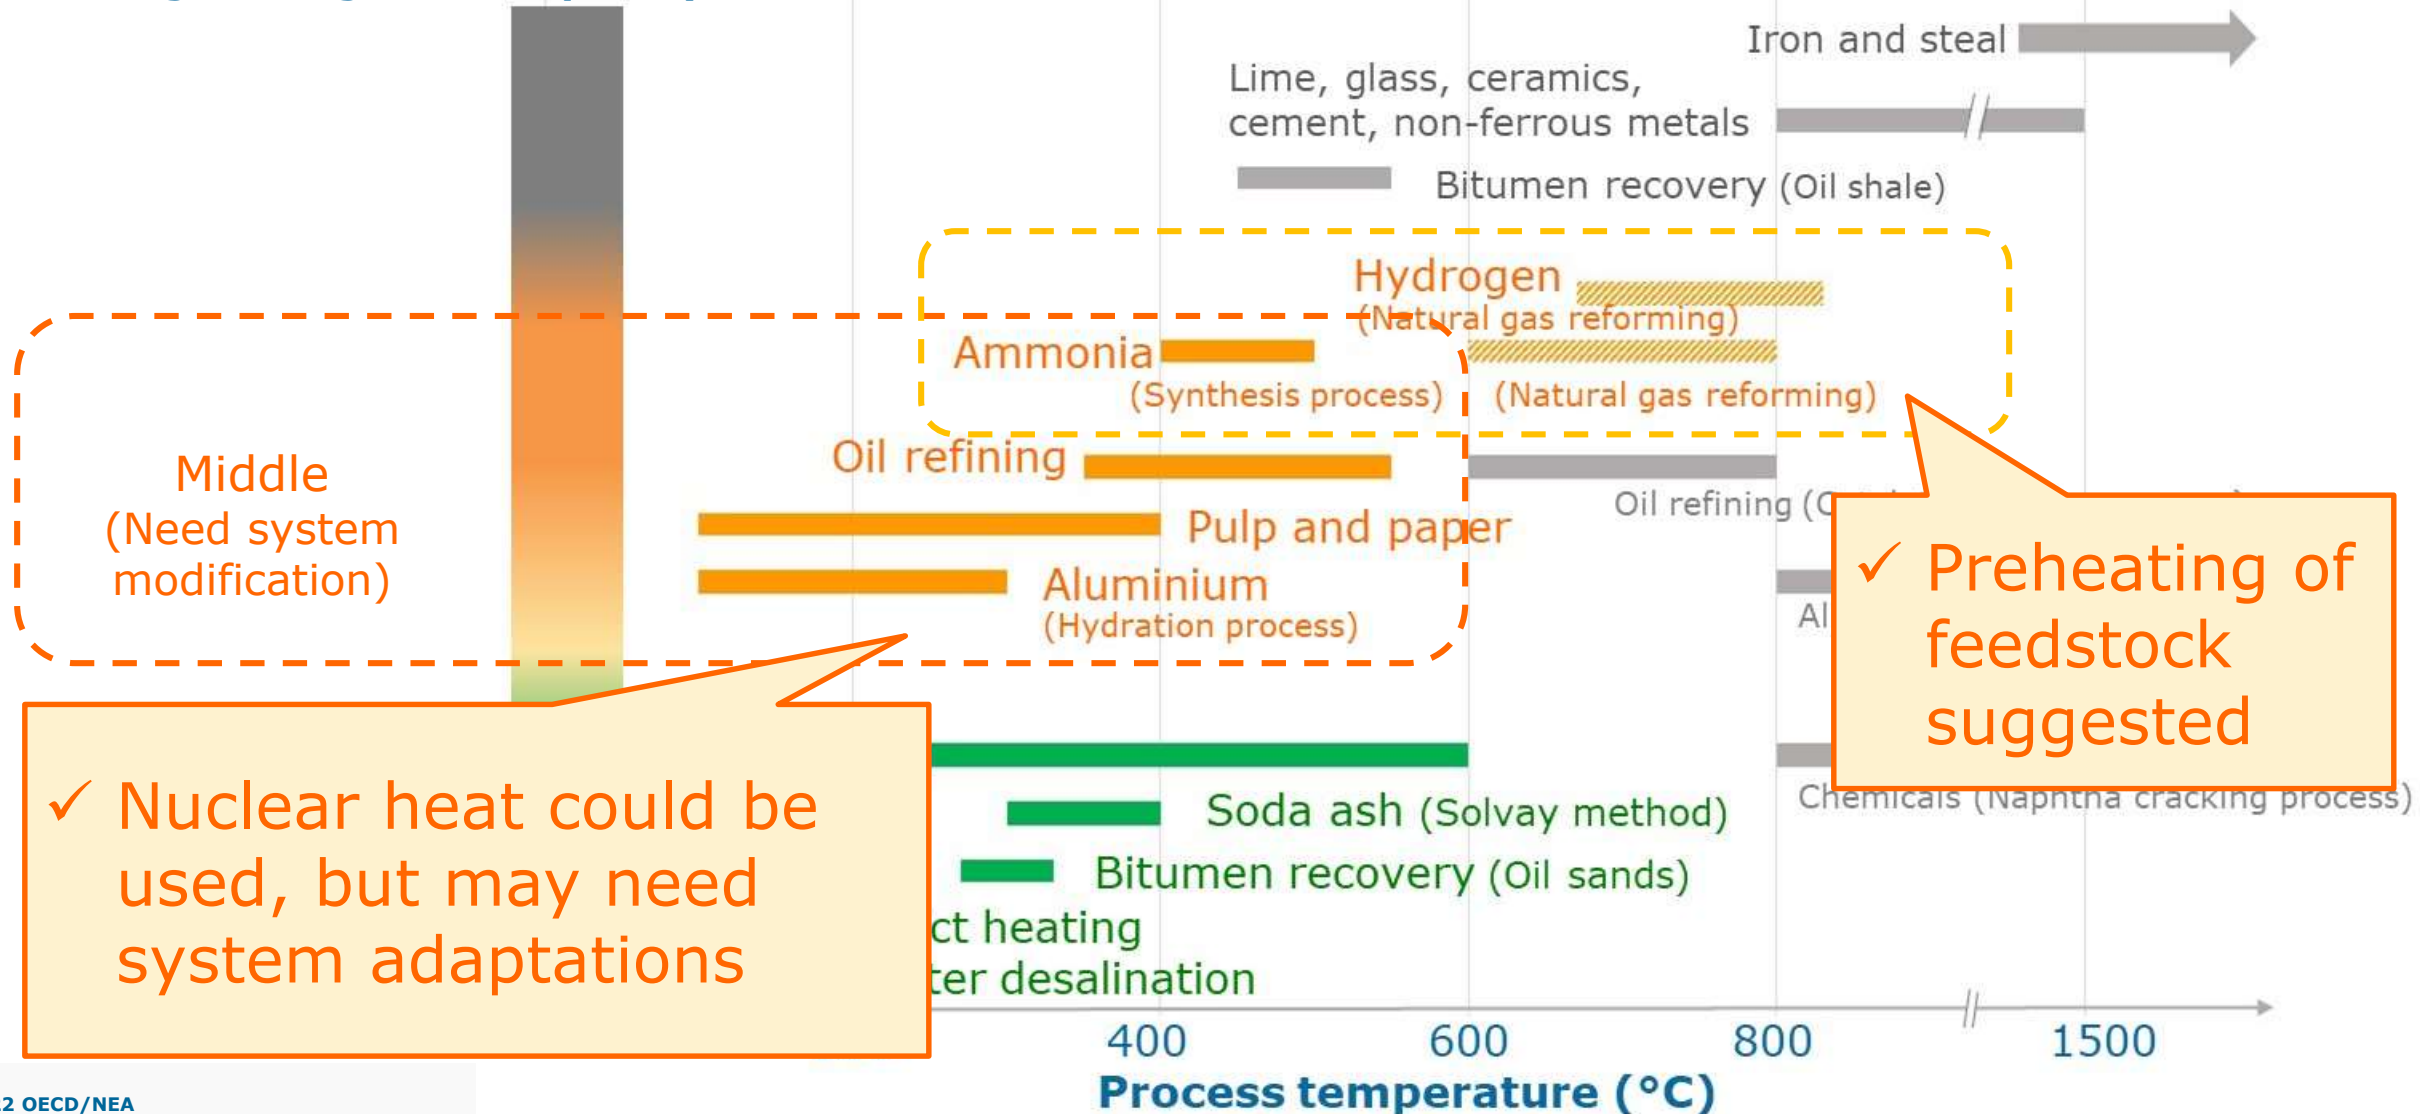 Iron and steal
Lime, glass, ceramics,
cement, non-ferrous metals
Bitumen recovery (Oil shale)
Hydrogen
(Natural gas reforming)
Ammonia
(Synthesis process)
(Natural gas reforming)
Middle
(Need system
modification)
Oil refining
Oil refining
Pulp and paper
Aluminium
(Hydration process)
✓ Preheating of
feedstock
suggested
Chemicals (Naphtha cracking process)
Soda ash (Solvay method)
Bitumen recovery (Oil sands)
heating
desalination
✓ Nuclear heat could be
used, but may need
system adaptations
400 600 800 1500
Process temperature (°C)
OECD/NEA